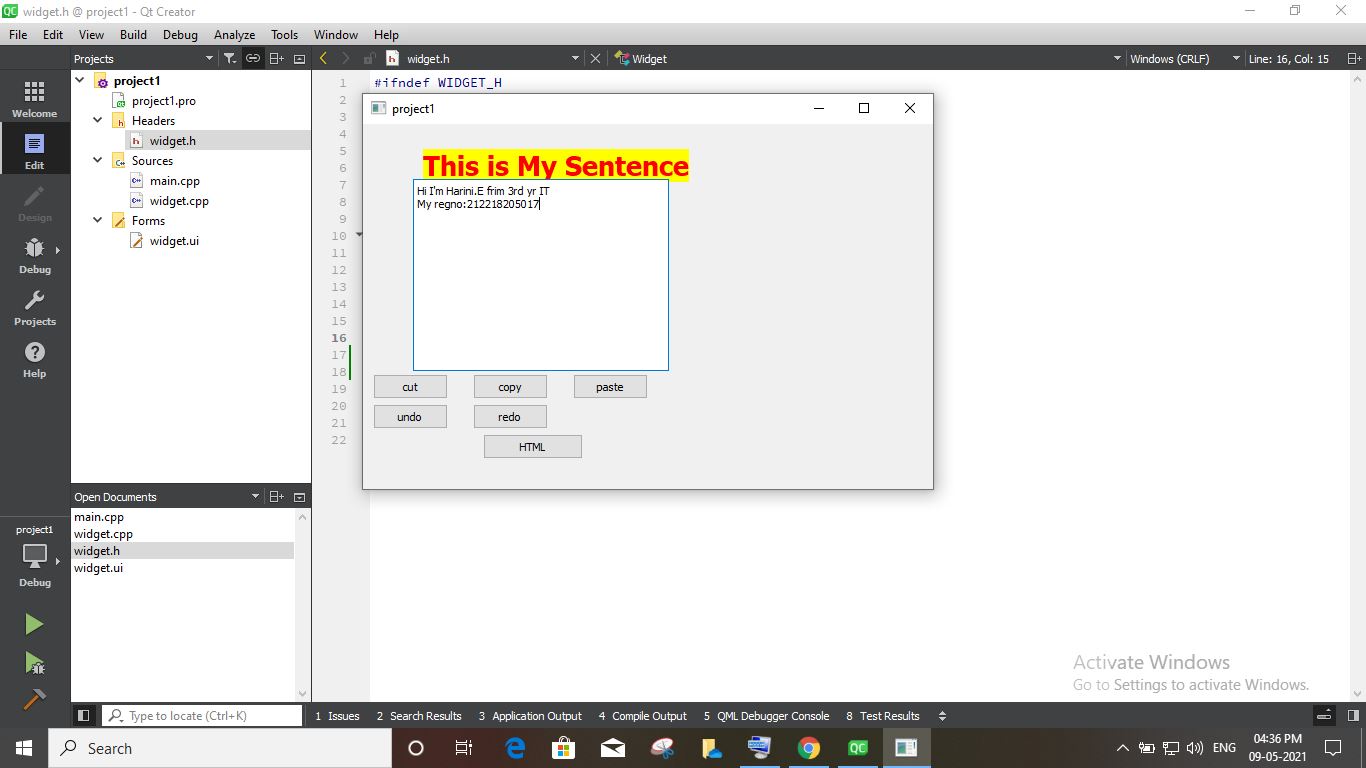 QC widget.h @ project1 - Qt Creator
File Edit View Build Debug Analyze Tools Window Help
Projects widget.h Widget Windows (CRLF) Line: 16, Col: 15
Welcome
Edit
Design
Debug
Projects
Help
project1
project1.pro
Headers
widget.h
Sources
main.cpp
widget.cpp
Forms
widget.ui
1 #ifndef WIDGET_H
2
3
4
5
6
7
8
9
10
11
12
13
14
15
16
17
18
19
20
21
22
project1
This is My Sentence
Hi I'm Harini.E frim 3rd yr IT
My regno:212218205017
cut copy paste
undo redo
HTML
Open Documents
main.cpp
widget.cpp
widget.h
widget.ui
project1
Debug
Activate Windows
Go to Settings to activate Windows.
Type to locate (Ctrl+K) 1 Issues 2 Search Results 3 Application Output 4 Compile Output 5 QML Debugger Console 8 Test Results
Search QC ENG 04:36 PM
09-05-2021